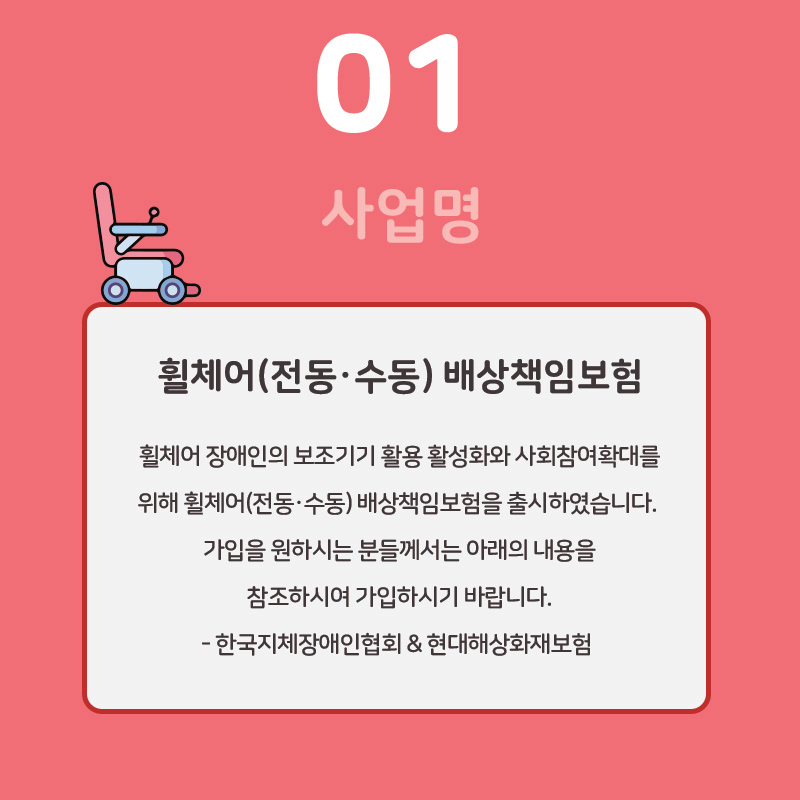 01
사업명
휠체어(전동·수동) 배상책임보험
휠체어 장애인의 보조기기 활용 활성화와 사회참여확대를
위해 휠체어(전동·수동) 배상책임보험을 출시하였습니다.
가입을 원하시는 분들께서는 아래의 내용을
참조하시여 가입하시기 바랍니다.
- 한국지체장애인협회 & 현대해상화재보험